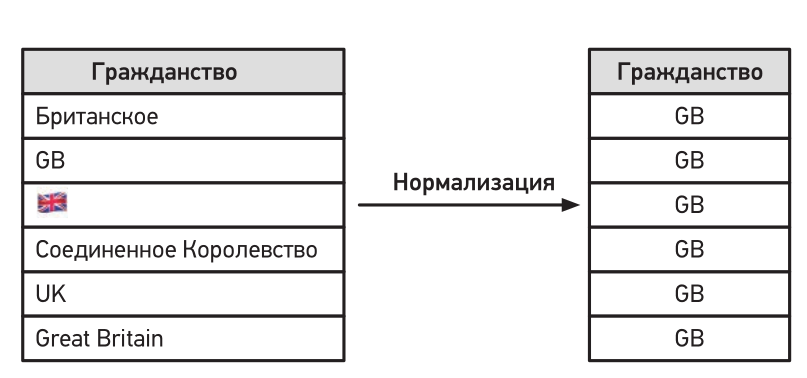 Гражданство
Британское
GB
🇬🇧
Соединенное Королевство
UK
Great Britain
Нормализация
Гражданство
GB
GB
GB
GB
GB
GB